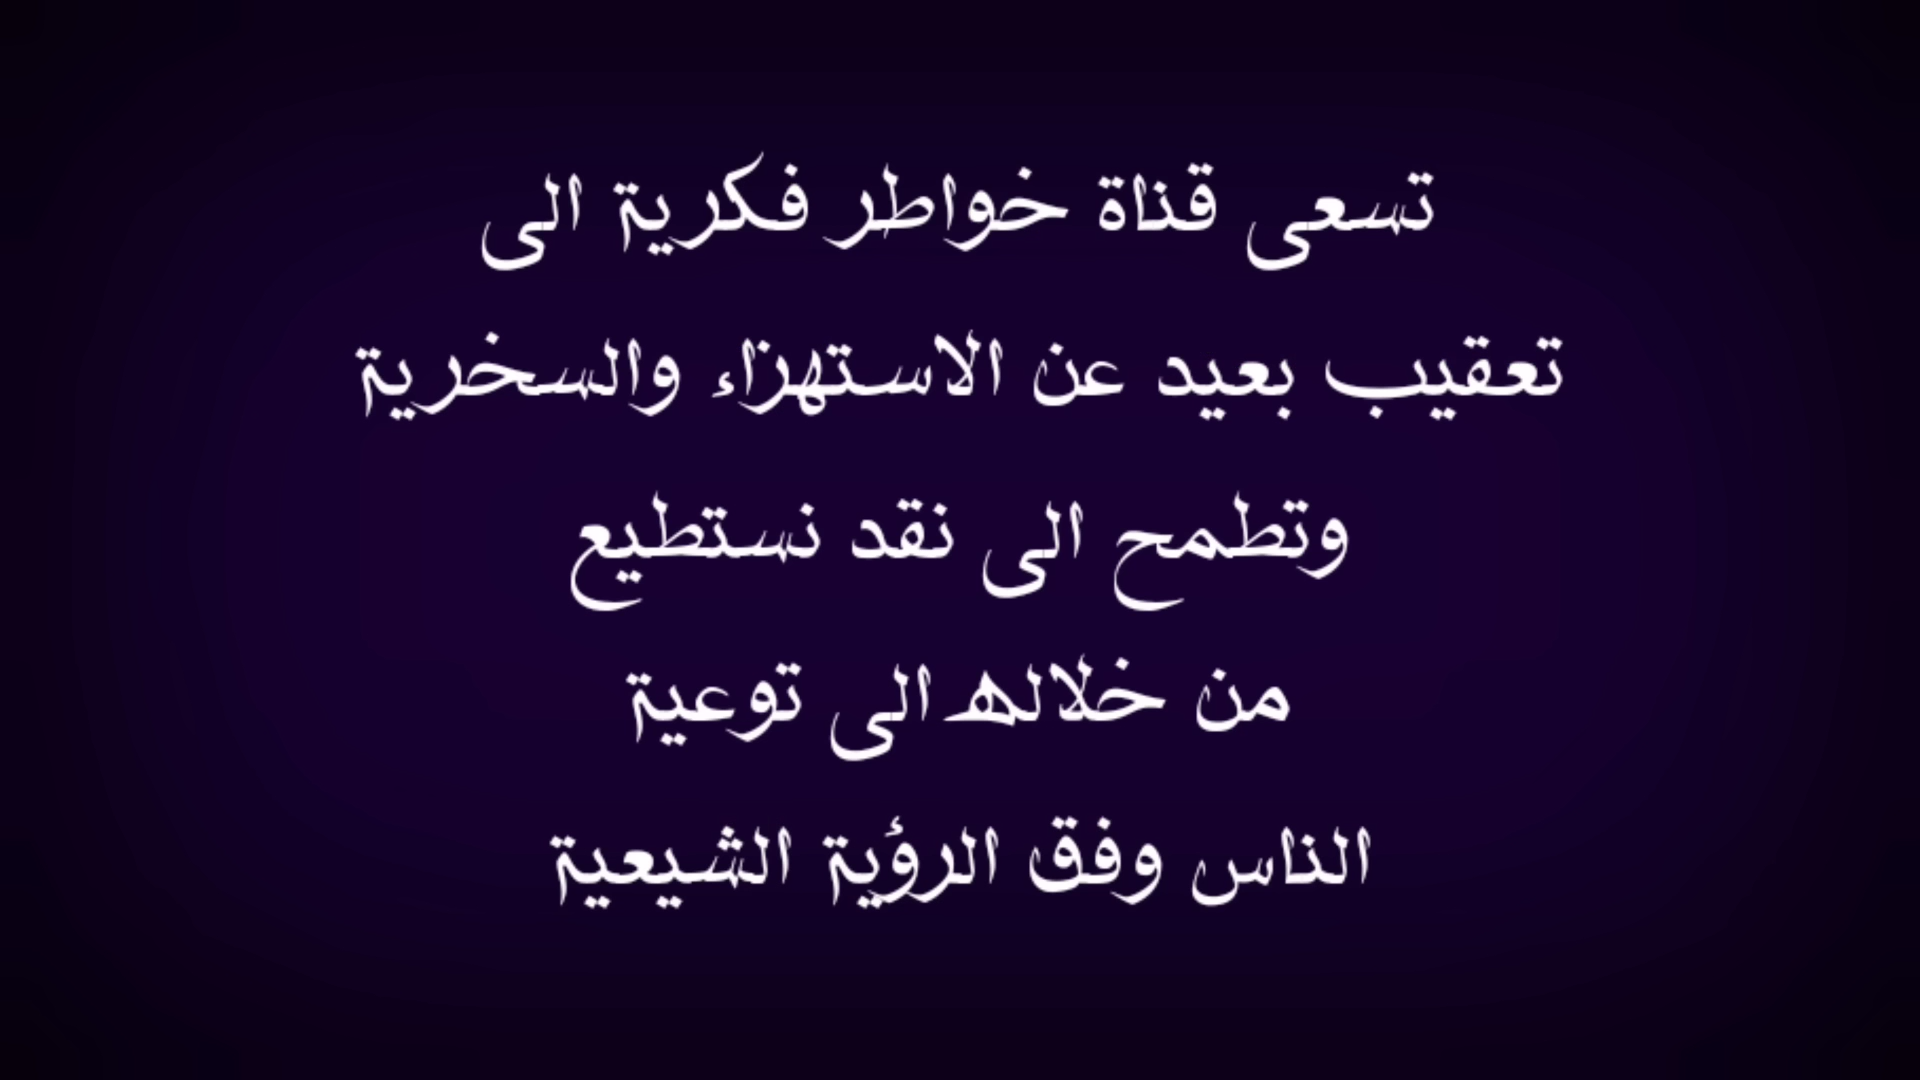 تسعى قناة خواطر فكرية الى
تعقيب بعيد عن الاستهزاء والسخرية
وتطمح الى نقد نستطيع
من خلاله الى توعية
الناس وفق الرؤية الشيعية